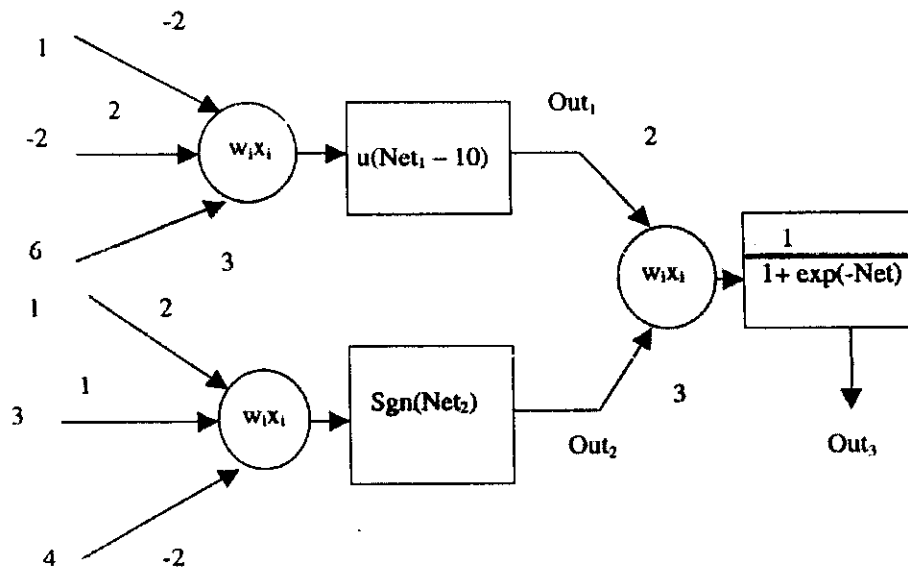 1
-2
-2
2
wᵢxᵢ
u(Net₁ – 10)
Out₁
2
6
3
1
2
wᵢxᵢ
1
1+ exp(-Net)
3
1
wᵢxᵢ
Sgn(Net₂)
3
Out₂
Out₃
4
-2